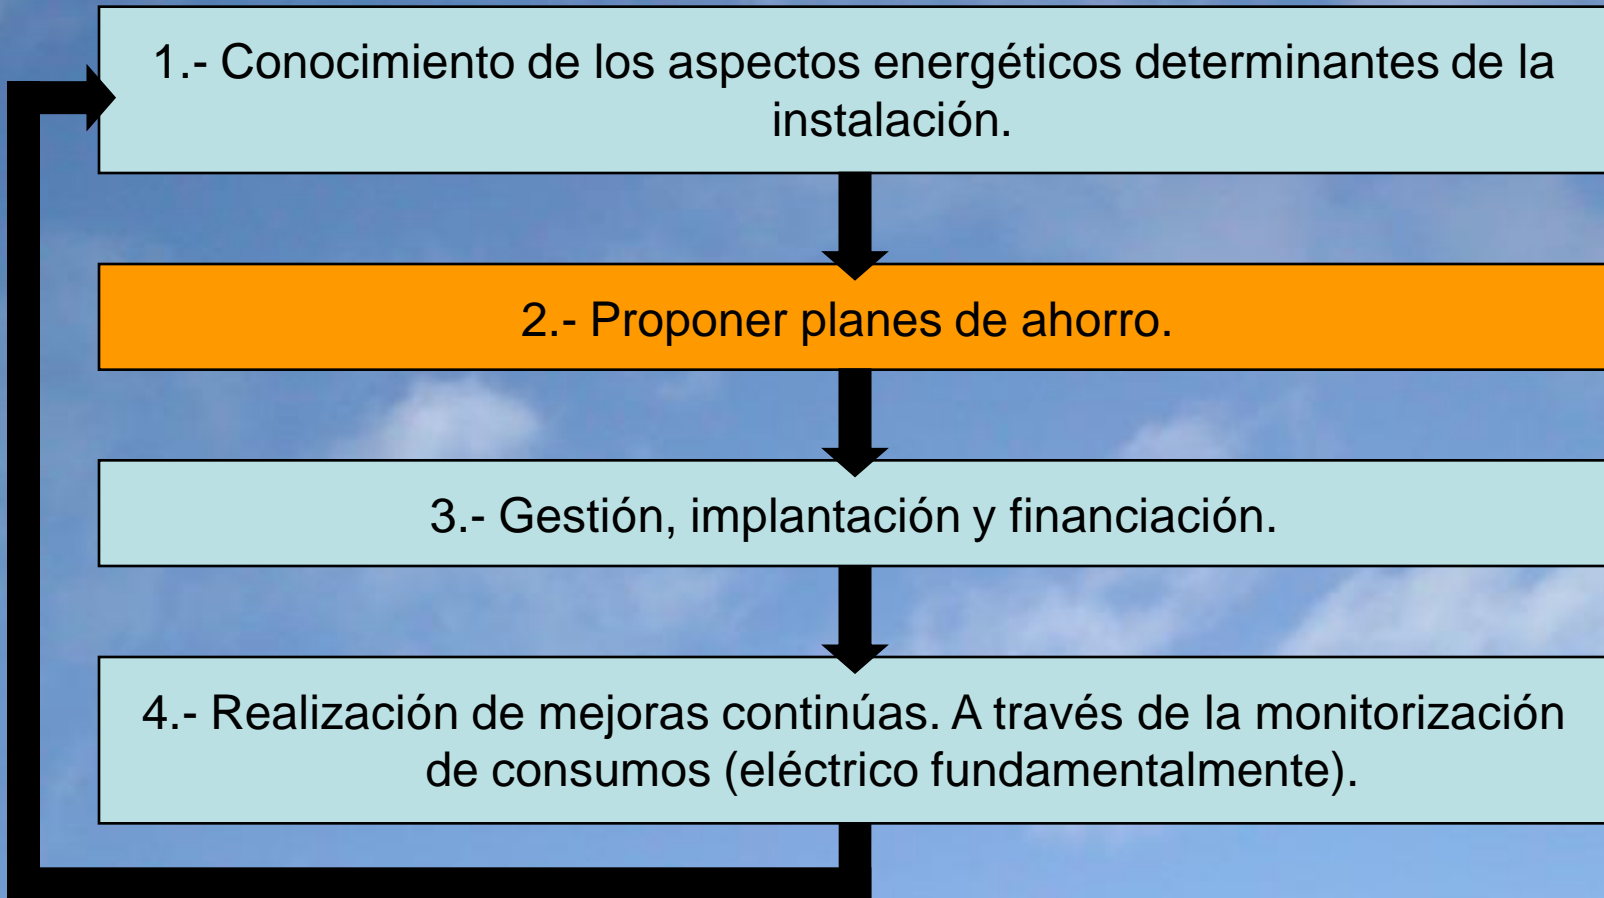 1.- Conocimiento de los aspectos energéticos determinantes de la
instalación.
2.- Proponer planes de ahorro.
3.- Gestión, implantación y financiación.
4.- Realización de mejoras continúas. A través de la monitorización
de consumos (eléctrico fundamentalmente).